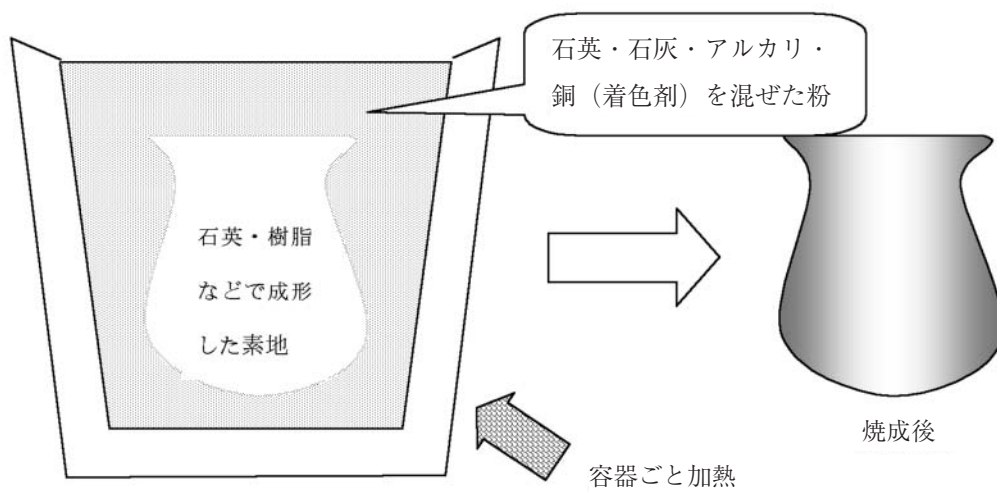 石英・石灰・アルカリ・
銅（着色剤）を混ぜた粉
石英・樹脂
などで成形
した素地
焼成後
容器ごと加熱